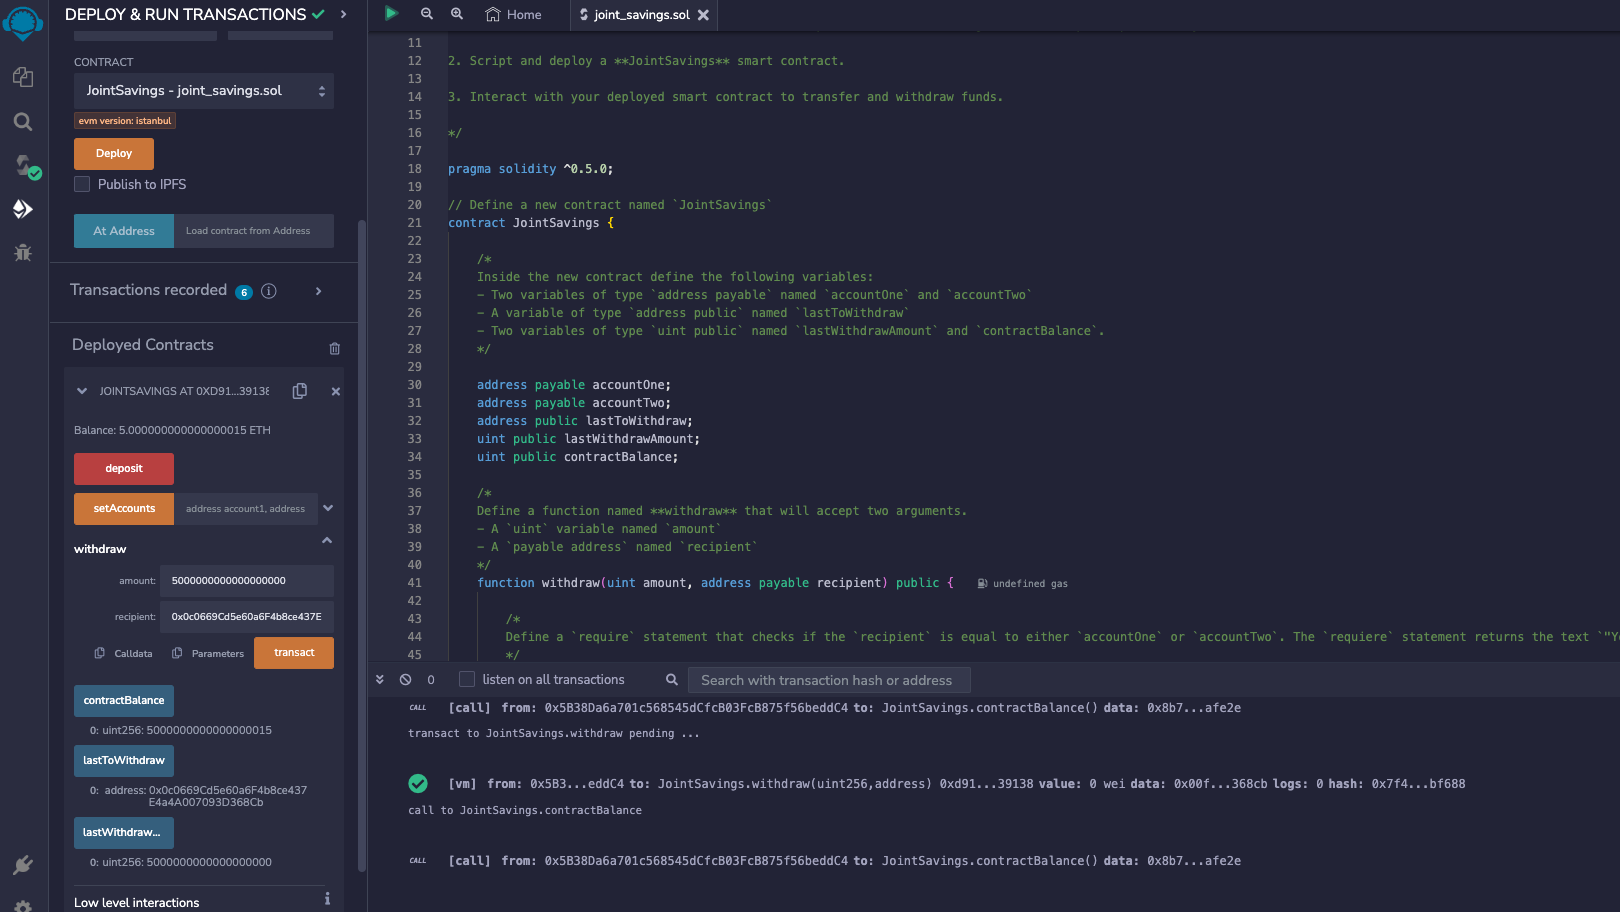 DEPLOY & RUN TRANSACTIONS
CONTRACT
JointSavings - joint_savings.sol
evm version: istanbul
Deploy
Publish to IPFS
At Address
Load contract from Address
Transactions recorded 6 i
Deployed Contracts
JOINTSAVINGS AT 0XD91...39138
Balance: 5.000000000000000015 ETH
deposit
setAccounts
address account1, address
withdraw
amount: 5000000000000000000
recipient: 0x0c0669Cd5e60a6F4b8ce437E
Calldata
Parameters
transact
contractBalance
0: uint256: 5000000000000000015
lastToWithdraw
0: address: 0x0c0669Cd5e60a6F4b8ce437
E4a4A007093D368Cb
lastWithdraw...
0: uint256: 5000000000000000000
Low level interactions
i
Home
joint_savings.sol
11
12 2. Script and deploy a **JointSavings** smart contract.
13
14 3. Interact with your deployed smart contract to transfer and withdraw funds.
15
16 */
17
18 pragma solidity ^0.5.0;
19
20 // Define a new contract named `JointSavings`
21 contract JointSavings {
22
23 /*
24 Inside the new contract define the following variables:
25 - Two variables of type `address payable` named `accountOne` and `accountTwo`
26 - A variable of type `address public` named `lastToWithdraw`
27 - Two variables of type `uint public` named `lastWithdrawAmount` and `contractBalance`.
28 */
29
30 address payable accountOne;
31 address payable accountTwo;
32 address public lastToWithdraw;
33 uint public lastWithdrawAmount;
34 uint public contractBalance;
35
36 /*
37 Define a function named **withdraw** that will accept two arguments.
38 - A `uint` variable named `amount`
39 - A `payable address` named `recipient`
40 */
41 function withdraw(uint amount, address payable recipient) public { undefined gas
42
43 /*
44 Define a `require` statement that checks if the `recipient` is equal to either `accountOne` or `accountTwo`. The `requiere` statement returns the text `"Y
45 */
0
listen on all transactions
Search with transaction hash or address
CALL [call] from: 0x5B38Da6a701c568545dCfcB03FcB875f56beddC4 to: JointSavings.contractBalance() data: 0x8b7...afe2e
transact to JointSavings.withdraw pending ...
[vm] from: 0x5B3...eddC4 to: JointSavings.withdraw(uint256,address) 0xd91...39138 value: 0 wei data: 0x00f...368cb logs: 0 hash: 0x7f4...bf688
call to JointSavings.contractBalance
CALL [call] from: 0x5B38Da6a701c568545dCfcB03FcB875f56beddC4 to: JointSavings.contractBalance() data: 0x8b7...afe2e